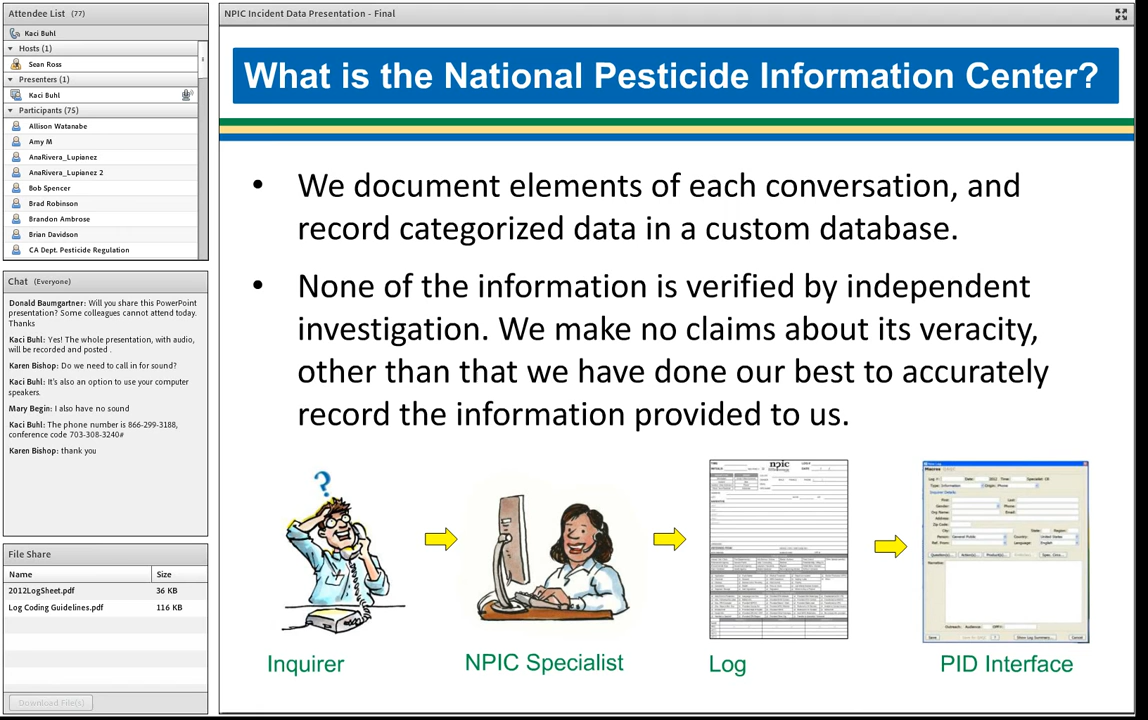 Attendee List (77)
Kaci Buhl
Hosts (1)
Sean Ross
Presenters (1)
Kaci Buhl
Participants (75)
Allison Watanabe
Amy M
AnaRivera_Lupianez
AnaRivera_Lupianez 2
Bob Spencer
Brad Robinson
Brandon Ambrose
Brian Davidson
CA Dept. Pesticide Regulation
Chat (Everyone)
Donald Baumgartner: Will you share this PowerPoint
presentation? Some colleagues cannot attend today.
Thanks
Kaci Buhl: Yes! The whole presentation, with audio,
will be recorded and posted .
Karen Bishop: Do we need to call in for sound?
Kaci Buhl: It's also an option to use your computer
speakers.
Mary Begin: I also have no sound
Kaci Buhl: The phone number is 866-299-3188,
conference code 703-308-3240#
Karen Bishop: thank you
File Share
Name Size
2012LogSheet.pdf 36 KB
Log Coding Guidelines.pdf 116 KB
Download File(s)
NPIC Incident Data Presentation - Final
What is the National Pesticide Information Center?
• We document elements of each conversation, and
record categorized data in a custom database.
• None of the information is verified by independent
investigation. We make no claims about its veracity,
other than that we have done our best to accurately
record the information provided to us.
?
npic
Inquirer
NPIC Specialist
Log
PID Interface